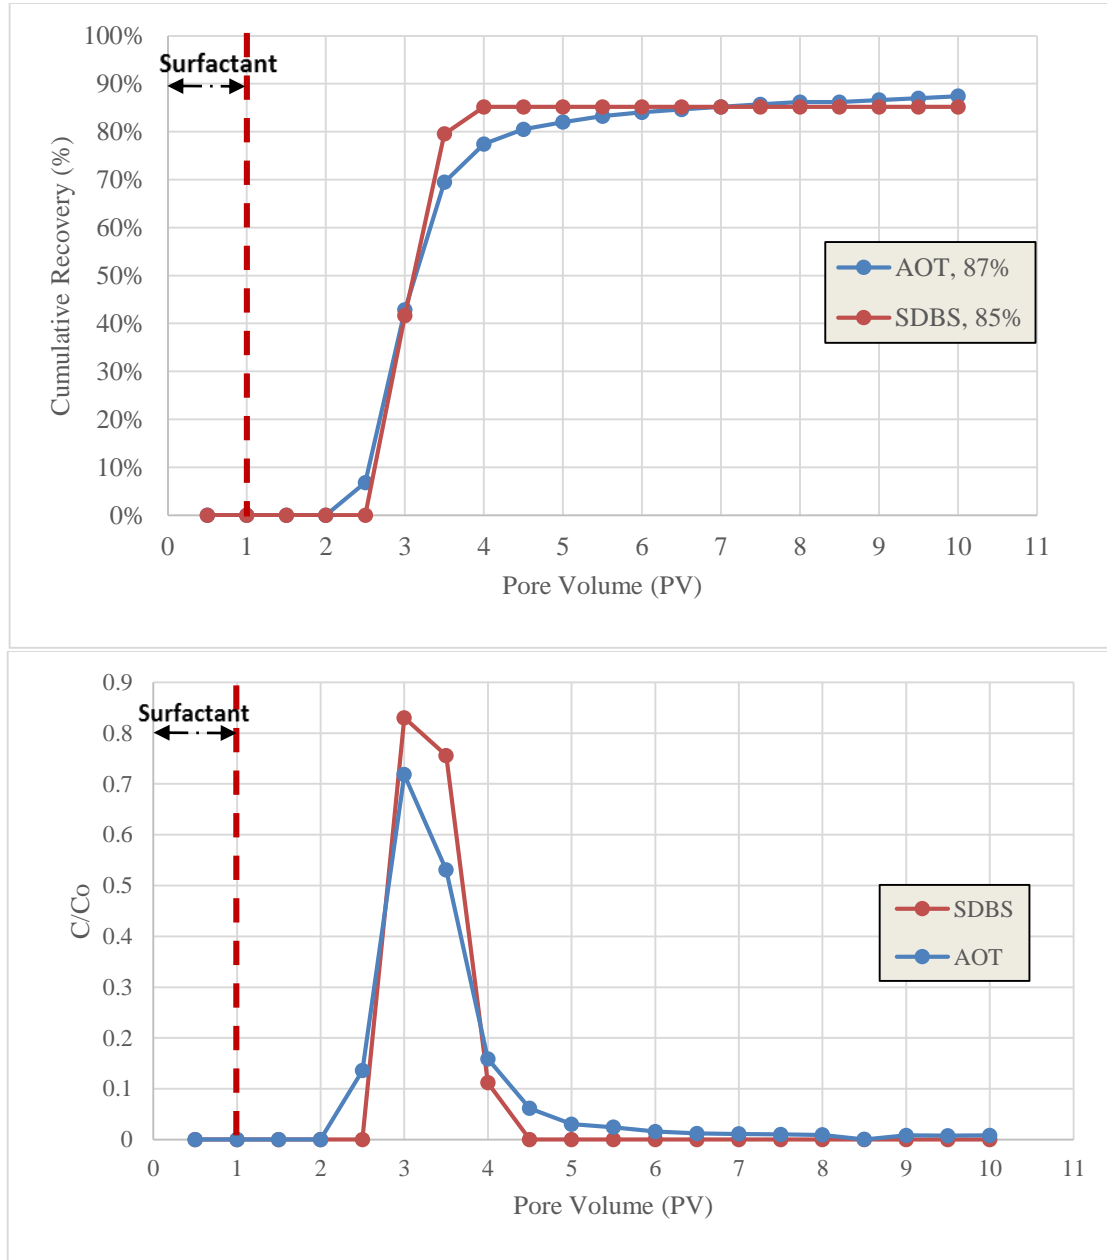 100%
90%
80%
70%
60%
50%
40%
30%
20%
10%
0%
Cumulative Recovery (%)
Surfactant
AOT, 87%
SDBS, 85%
0 1 2 3 4 5 6 7 8 9 10 11
Pore Volume (PV)
0.9
0.8
0.7
0.6
0.5
0.4
0.3
0.2
0.1
0
C/Co
Surfactant
SDBS
AOT
0 1 2 3 4 5 6 7 8 9 10 11
Pore Volume (PV)